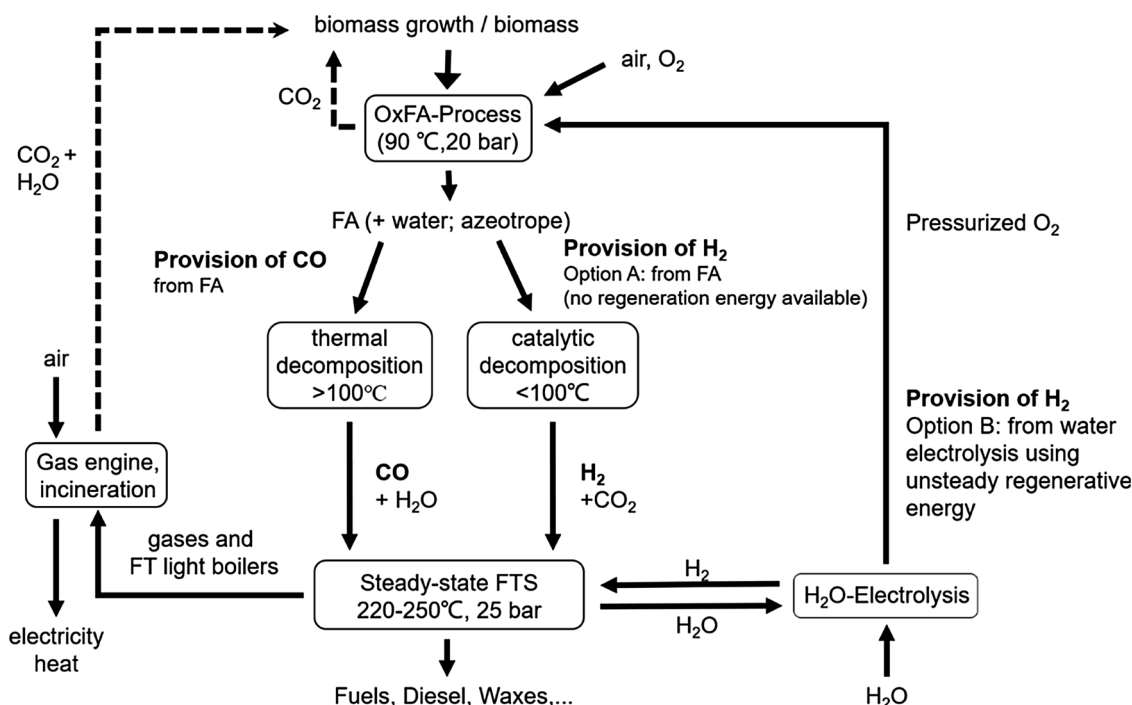 biomass growth / biomass
air, O₂
CO₂
OxFA-Process
(90 ℃,20 bar)
CO₂ +
H₂O
FA (+ water; azeotrope)
Pressurized O₂
Provision of CO
from FA
Provision of H₂
Option A: from FA
(no regeneration energy available)
thermal
decomposition
>100℃
catalytic
decomposition
<100℃
air
Provision of H₂
Option B: from water
electrolysis using
unsteady regenerative
energy
Gas engine,
incineration
CO
+ H₂O
H₂
+CO₂
gases and
FT light boilers
Steady-state FTS
220-250℃, 25 bar
H₂
H₂O
H₂O-Electrolysis
electricity
heat
Fuels, Diesel, Waxes,...
H₂O